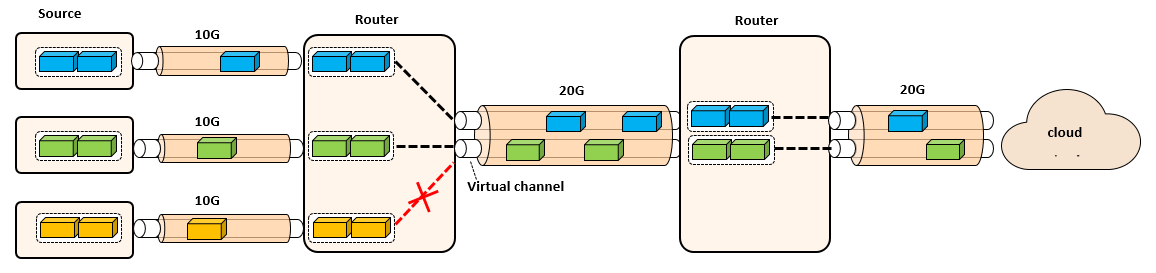 Source
10G
Router
20G
Router
20G
10G
cloud
Virtual channel
10G